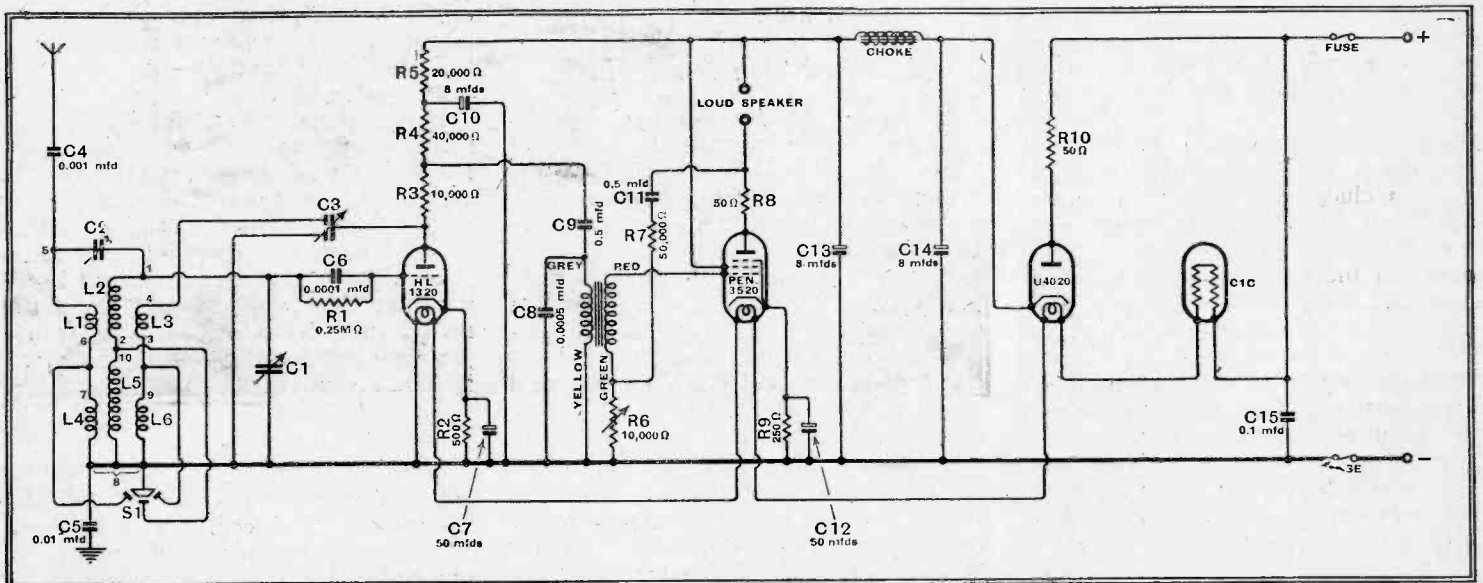 FUSE
+
R5
20,000 Ω
8 mfds
C10
CHOKE
LOUD SPEAKER
R4
40,000 Ω
R10
50 Ω
C4
0.001 mfd
R3
10,000 Ω
C3
0.5 mfd
C11
R8
50 Ω
C2
C9
0.5 mfd
R7
50,000 Ω
C13
8 mfds
C14
8 mfds
5
1
C6
0.0001 mfd
GREY
RED
HL
1320
PEN.
3520
U4020
C1C
L2
4
R1
0.25M Ω
L1
L3
C8
0.0005 mfd
6
2
3
10
C1
L5
YELLOW
GREEN
7
9
L4
L6
R2
500 Ω
R6
10,000 Ω
R9
250 Ω
C15
0.1 mfd
8
3E
-
S1
C5
0.01 mfd
C7
50 mfds
C12
50 mfds